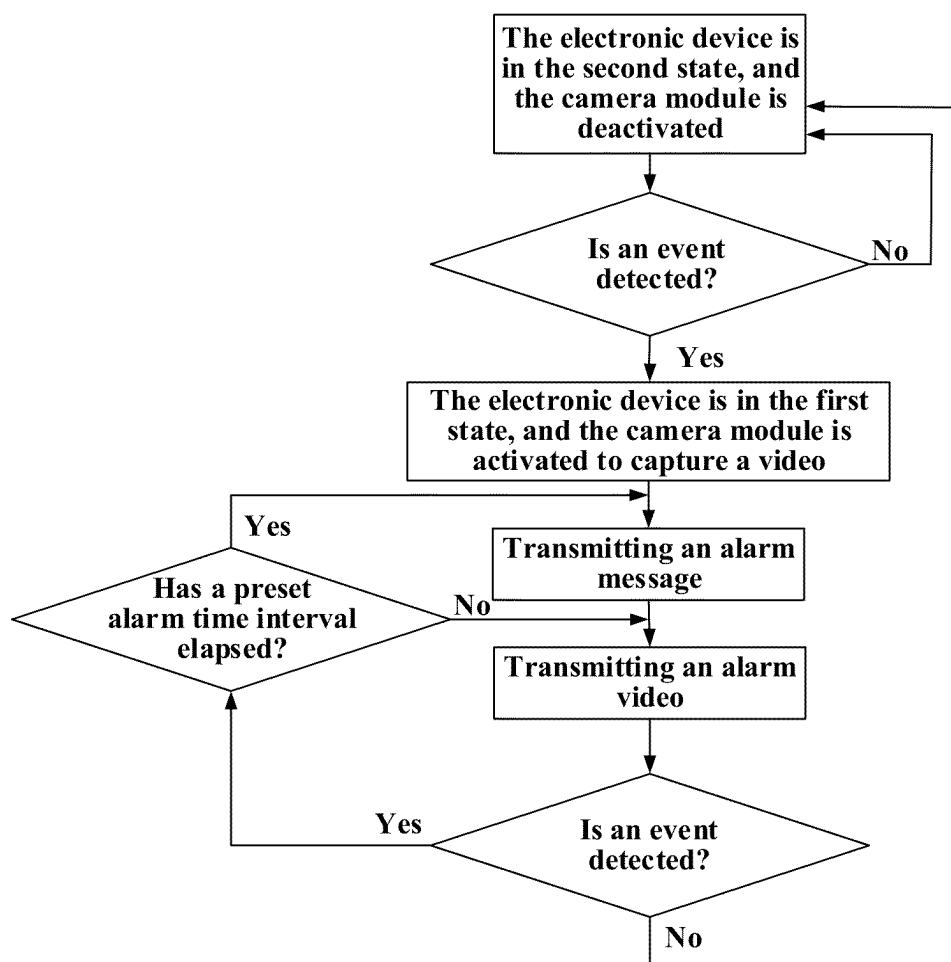 The electronic device is
in the second state, and
the camera module is
deactivated
Is an event
detected?
No
Yes
The electronic device is in the first
state, and the camera module is
activated to capture a video
Yes
Transmitting an alarm
message
Has a preset
alarm time interval
elapsed?
No
Transmitting an alarm
video
Yes
Is an event
detected?
No